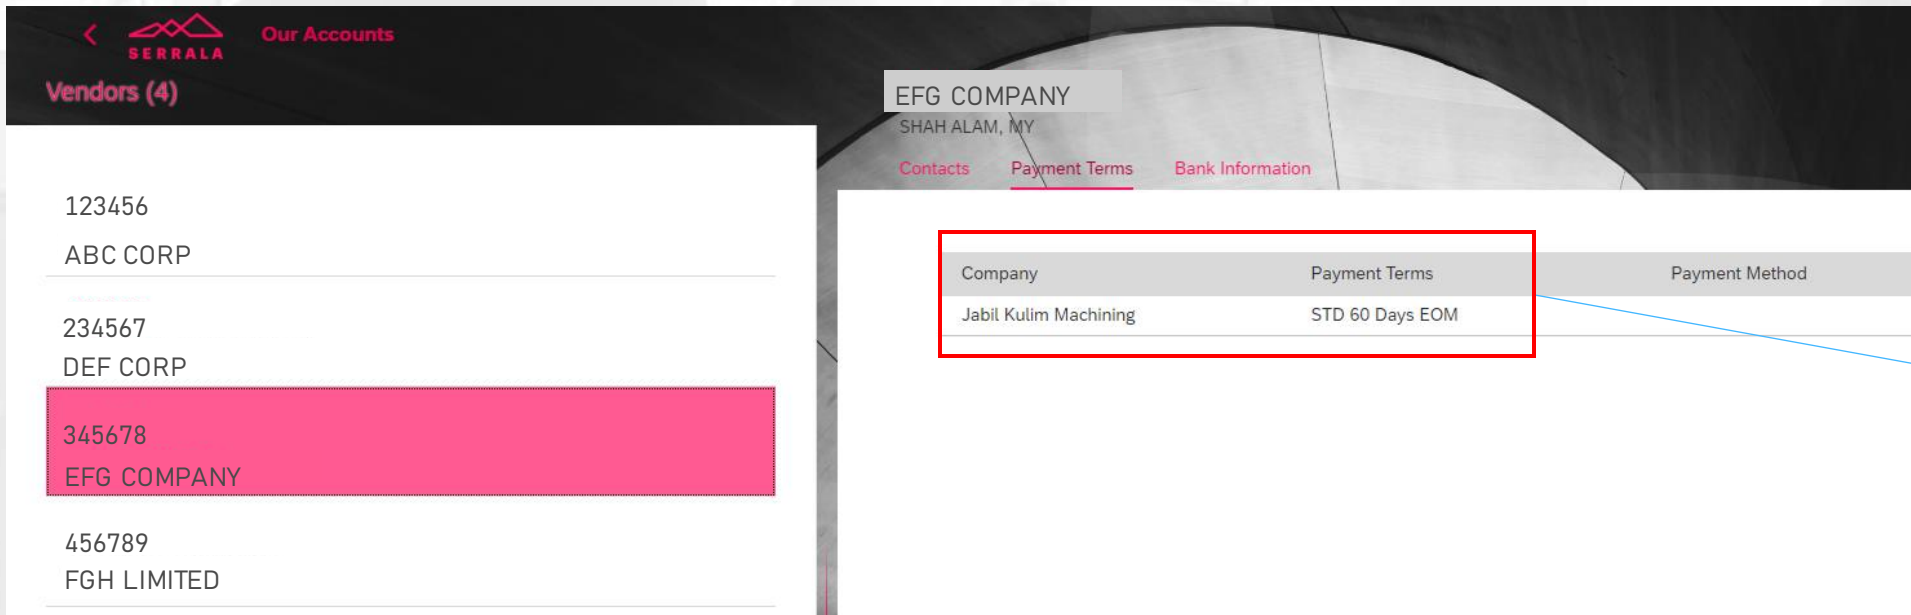 SERRALA
Our Accounts
Vendors (4)
123456
ABC CORP
234567
DEF CORP
345678
EFG COMPANY
456789
FGH LIMITED
EFG COMPANY
SHAH ALAM, MY
Contacts Payment Terms Bank Information
Company Payment Terms Payment Method
Jabil Kulim Machining STD 60 Days EOM